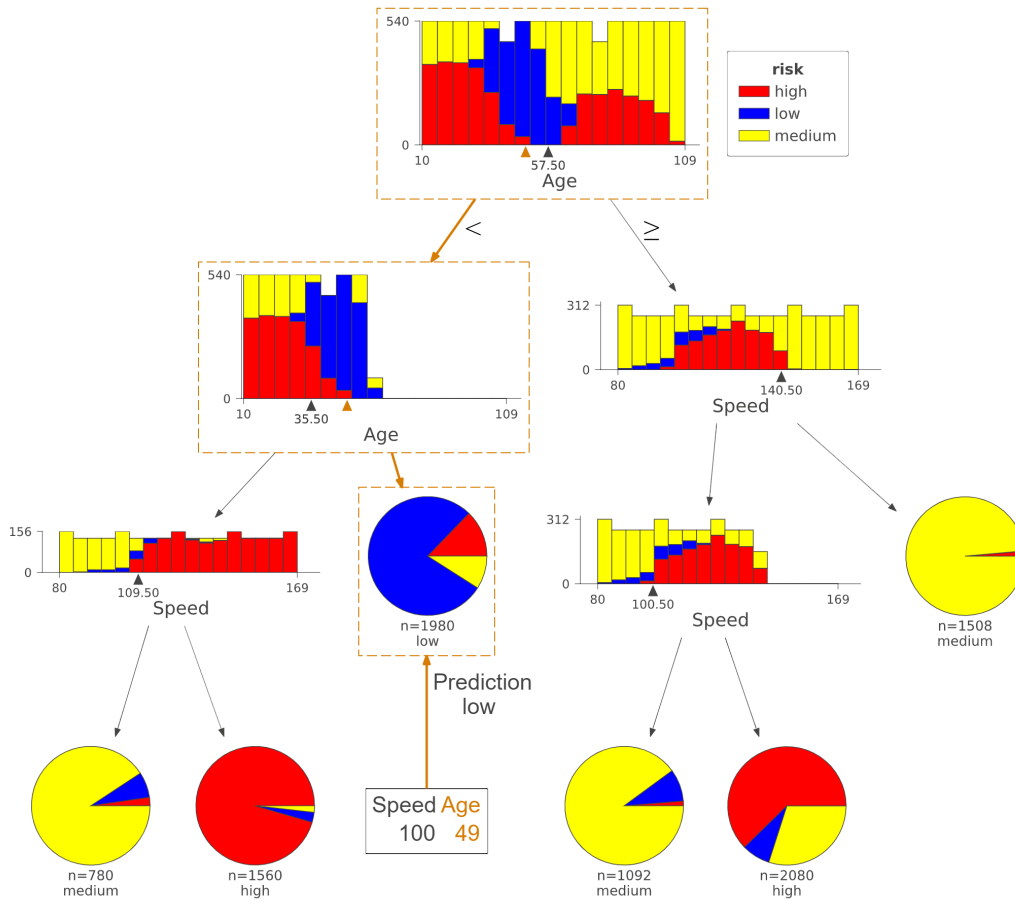 540
0
10
57.50
109
Age
risk
high
low
medium
<
≥
540
0
10
35.50
109
Age
312
0
80
140.50
169
Speed
156
0
80
109.50
169
Speed
n=1980
low
312
0
80
100.50
169
Speed
n=1508
medium
Prediction
low
Speed Age
100 49
n=780
medium
n=1560
high
n=1092
medium
n=2080
high